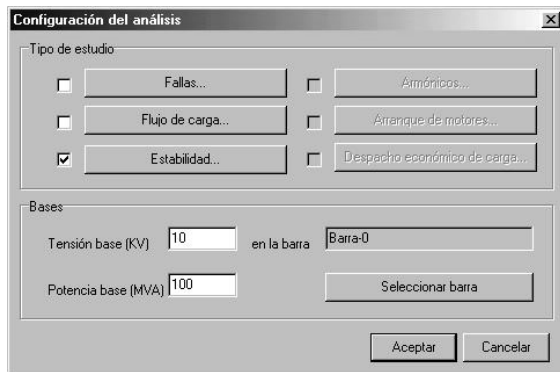 Configuración del análisis
Tipo de estudio
Fallas...
Armónicos...
Flujo de carga...
Arranque de motores...
Estabilidad...
Despacho económico de carga...
Bases
Tensión base (KV) 10 en la barra Barra-0
Potencia base (MVA) 100 Seleccionar barra
Aceptar Cancelar